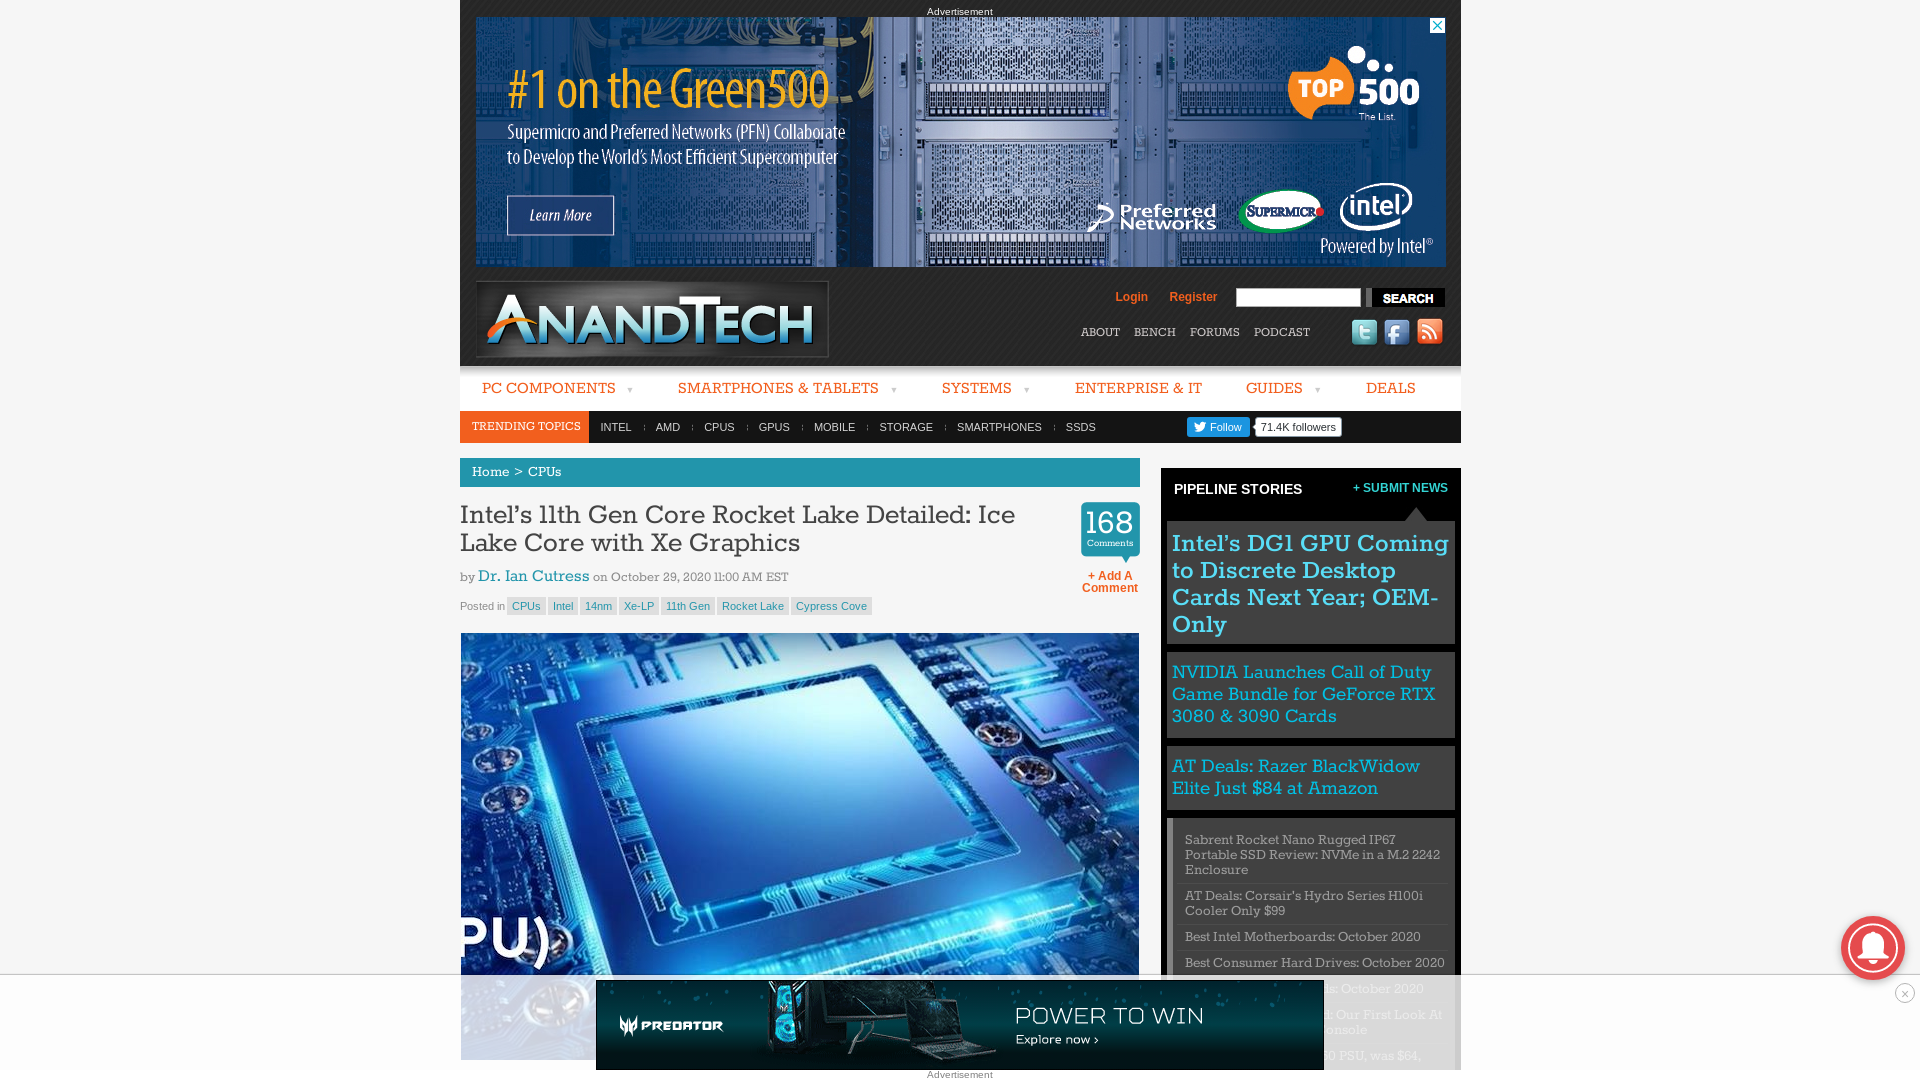 Advertisement
#1 on the Green500
Supermicro and Preferred Networks (PFN) Collaborate
to Develop the World's Most Efficient Supercomputer
Learn More
TOP 500
The List.
Preferred Networks
SUPERMICRO
intel
Powered by Intel®
ANANDTECH
Login Register SEARCH
ABOUT BENCH FORUMS PODCAST
PC COMPONENTS SMARTPHONES & TABLETS SYSTEMS ENTERPRISE & IT GUIDES DEALS
TRENDING TOPICS INTEL AMD CPUS GPUS MOBILE STORAGE SMARTPHONES SSDS Follow 71.4K followers
Home > CPUs
Intel's 11th Gen Core Rocket Lake Detailed: Ice
Lake Core with Xe Graphics
168
Comments
+ Add A
Comment
by Dr. Ian Cutress on October 29, 2020 11:00 AM EST
Posted in CPUs Intel 14nm Xe-LP 11th Gen Rocket Lake Cypress Cove
PU)
PIPELINE STORIES + SUBMIT NEWS
Intel's DG1 GPU Coming
to Discrete Desktop
Cards Next Year; OEM-
Only
NVIDIA Launches Call of Duty
Game Bundle for GeForce RTX
3080 & 3090 Cards
AT Deals: Razer BlackWidow
Elite Just $84 at Amazon
Sabrent Rocket Nano Rugged IP67
Portable SSD Review: NVMe in a M.2 2242
Enclosure
AT Deals: Corsair's Hydro Series H100i
Cooler Only $99
Best Intel Motherboards: October 2020
Best Consumer Hard Drives: October 2020
: October 2020
: Our First Look At
PSU, was $64,
PREDATOR
POWER TO WIN
Explore now >
Advertisement